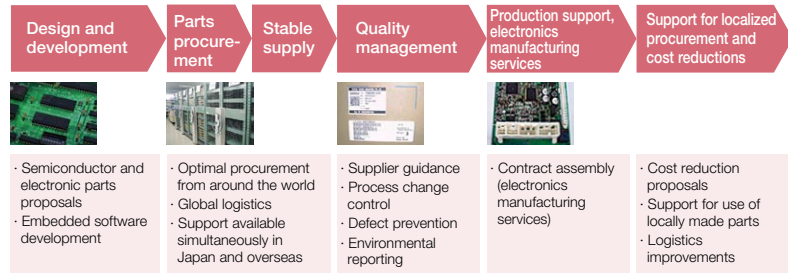 Design and
development
Parts
procure-
ment
Stable
supply
Quality
management
Production support,
electronics
manufacturing
services
Support for localized
procurement and
cost reductions
· Semiconductor and
electronic parts
proposals
· Embedded software
development
· Optimal procurement
from around the world
· Global logistics
· Support available
simultaneously in
Japan and overseas
· Supplier guidance
· Process change
control
· Defect prevention
· Environmental
reporting
· Contract assembly
(electronics
manufacturing
services)
· Cost reduction
proposals
· Support for use of
locally made parts
· Logistics
improvements